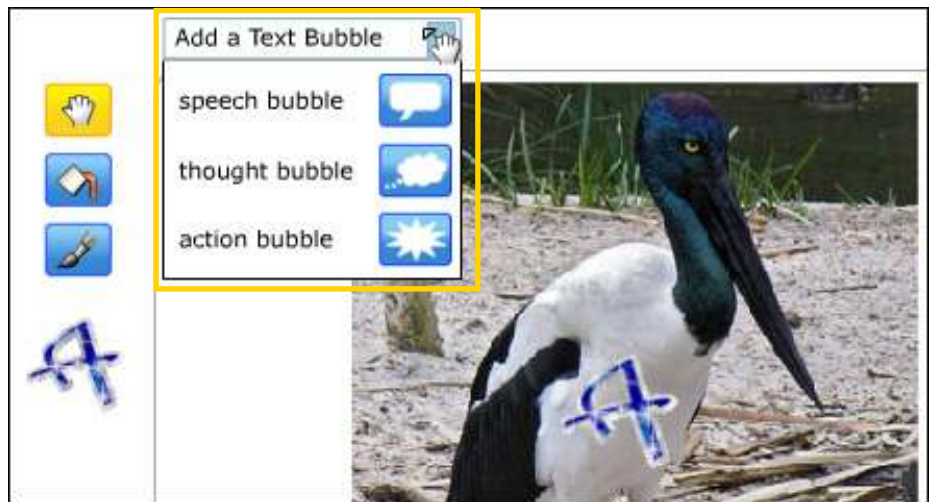 Add a Text Bubble
speech bubble
thought bubble
action bubble
A
A